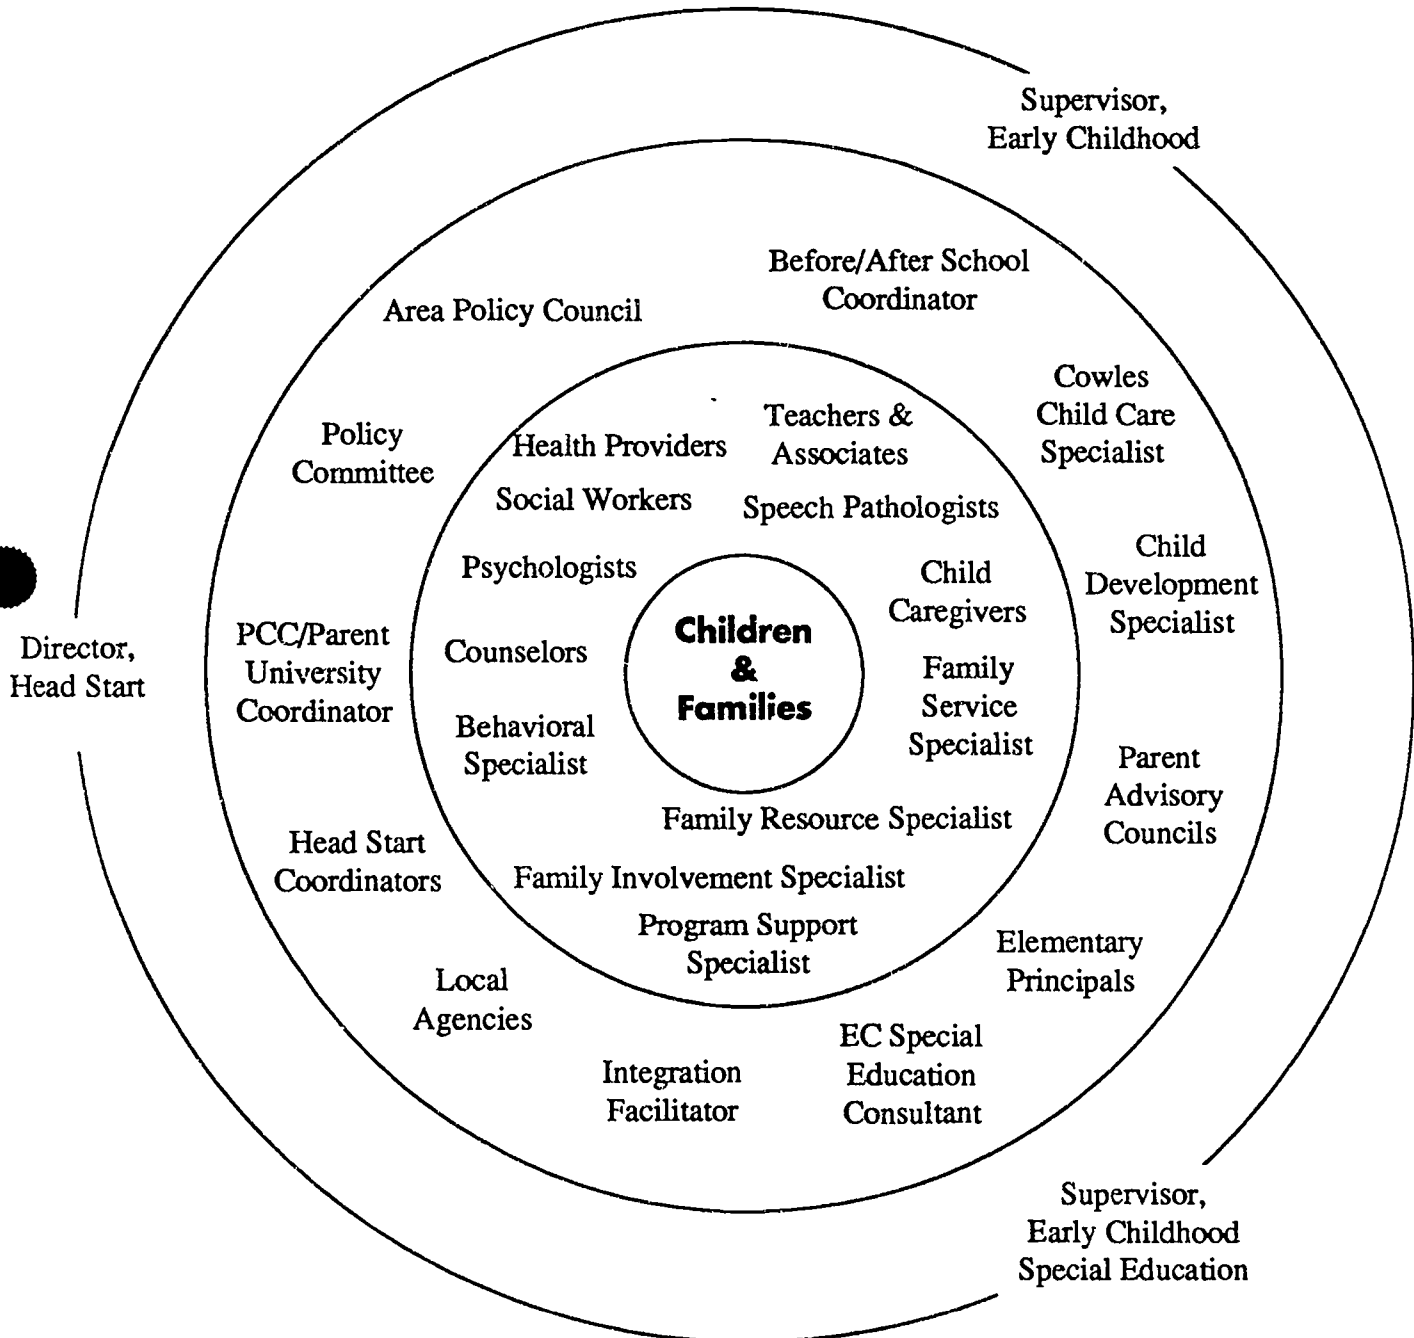 Supervisor,
Early Childhood
Before/After School
Coordinator
Area Policy Council
Cowles
Child Care
Specialist
Policy
Committee
Teachers &
Associates
Health Providers
Social Workers
Speech Pathologists
Psychologists
Child
Caregivers
Child
Development
Specialist
Director,
Head Start
PCC/Parent
University
Coordinator
Counselors
Children
&
Families
Family
Service
Specialist
Behavioral
Specialist
Parent
Advisory
Councils
Family Resource Specialist
Head Start
Coordinators
Family Involvement Specialist
Program Support
Specialist
Elementary
Principals
Local
Agencies
Integration
Facilitator
EC Special
Education
Consultant
Supervisor,
Early Childhood
Special Education